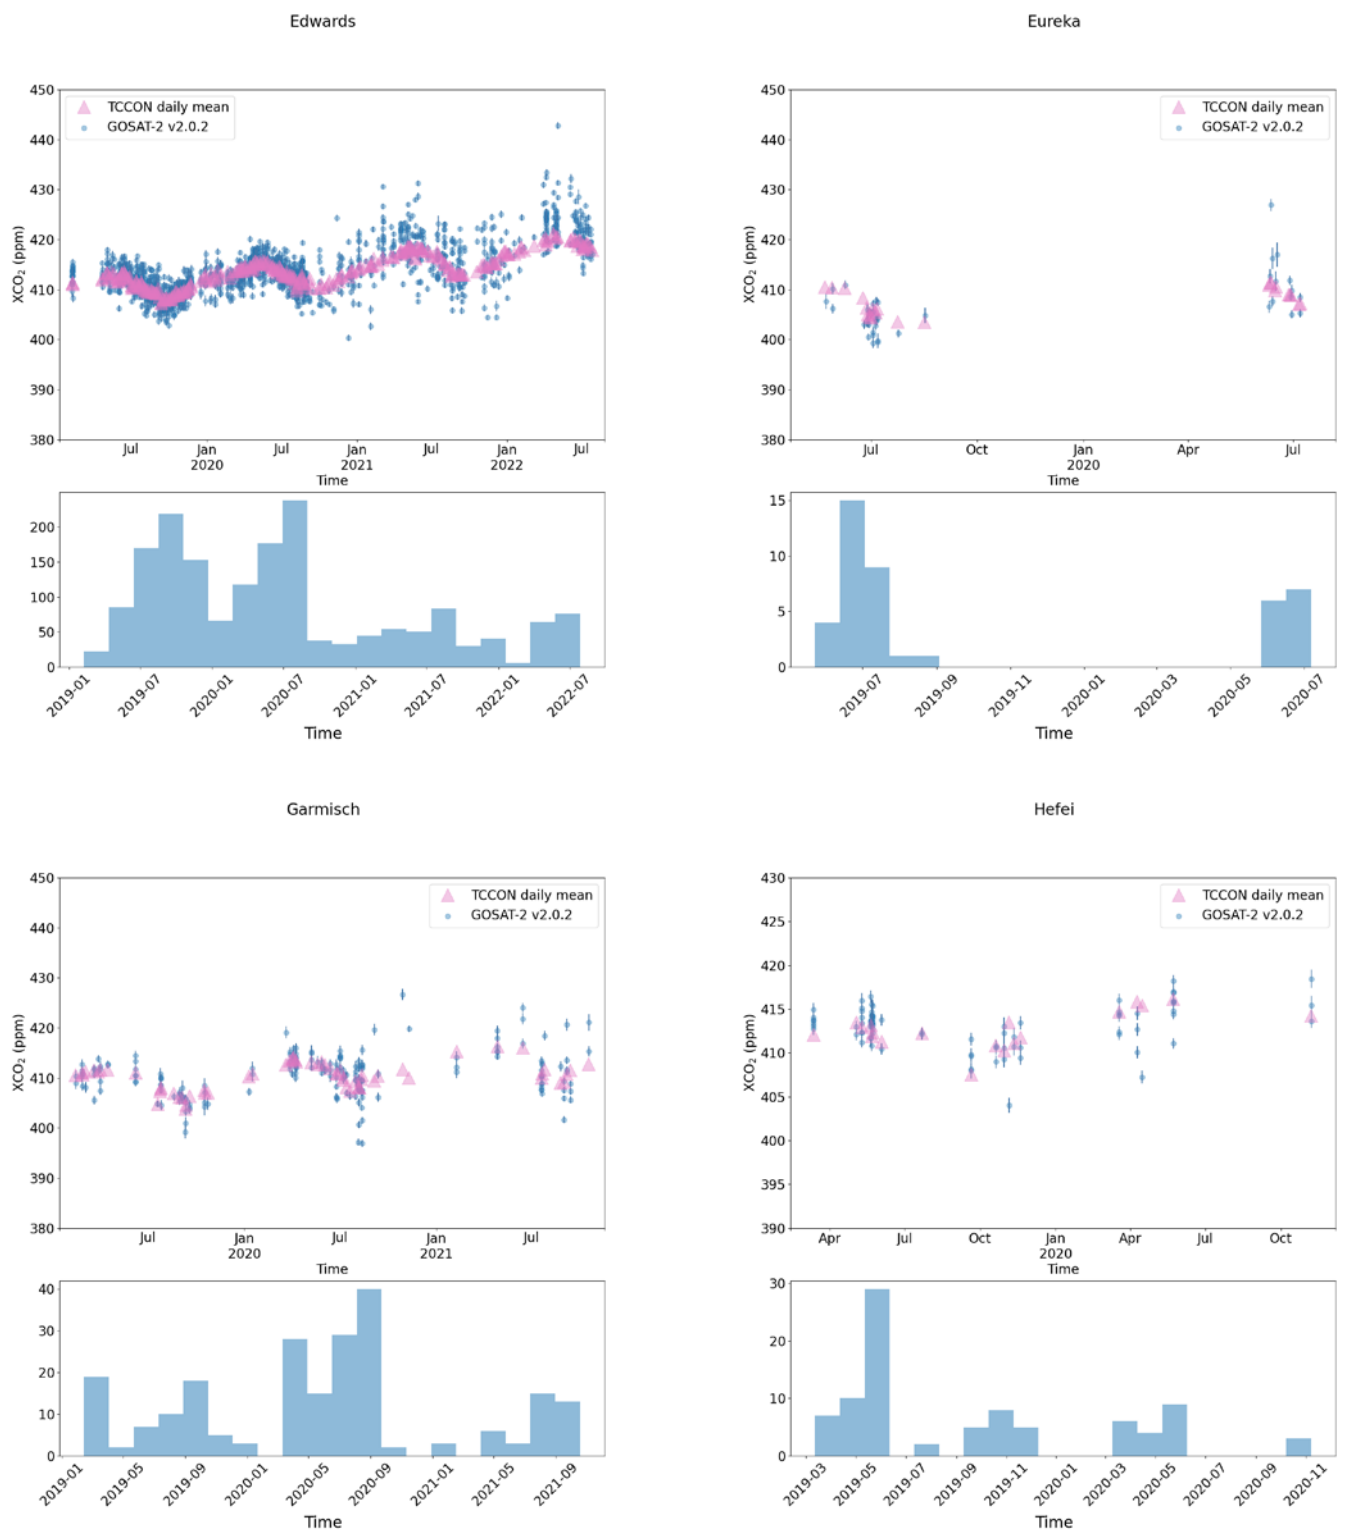 Edwards
XCO₂ (ppm)
450
440
430
420
410
400
390
380
TCCON daily mean
GOSAT-2 v2.0.2
Jul
Jan
2020
Jul
Jan
2021
Jul
Jan
2022
Jul
Time
200
150
100
50
0
2019-01
2019-07
2020-01
2020-07
2021-01
2021-07
2022-01
2022-07
Time
Eureka
XCO₂ (ppm)
450
440
430
420
410
400
390
380
TCCON daily mean
GOSAT-2 v2.0.2
Jul
Oct
Jan
2020
Apr
Jul
Time
15
10
5
0
2019-07
2019-09
2019-11
2020-01
2020-03
2020-05
2020-07
Time
Garmisch
XCO₂ (ppm)
450
440
430
420
410
400
390
380
TCCON daily mean
GOSAT-2 v2.0.2
Jul
Jan
2020
Jul
Jan
2021
Jul
Time
40
30
20
10
0
2019-01
2019-05
2019-09
2020-01
2020-05
2020-09
2021-01
2021-05
2021-09
Time
Hefei
XCO₂ (ppm)
430
425
420
415
410
405
400
395
390
TCCON daily mean
GOSAT-2 v2.0.2
Apr
Jul
Oct
Jan
2020
Apr
Jul
Oct
Time
30
20
10
0
2019-03
2019-05
2019-07
2019-09
2019-11
2020-01
2020-03
2020-05
2020-07
2020-09
2020-11
Time